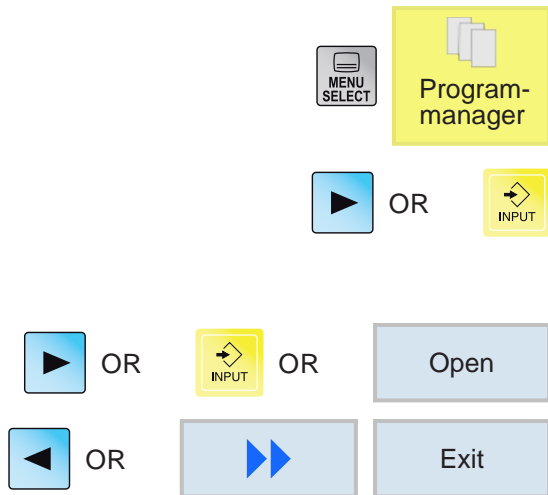 MENU
SELECT
Program-
manager
OR
INPUT
OR
INPUT
OR
Open
OR
Exit